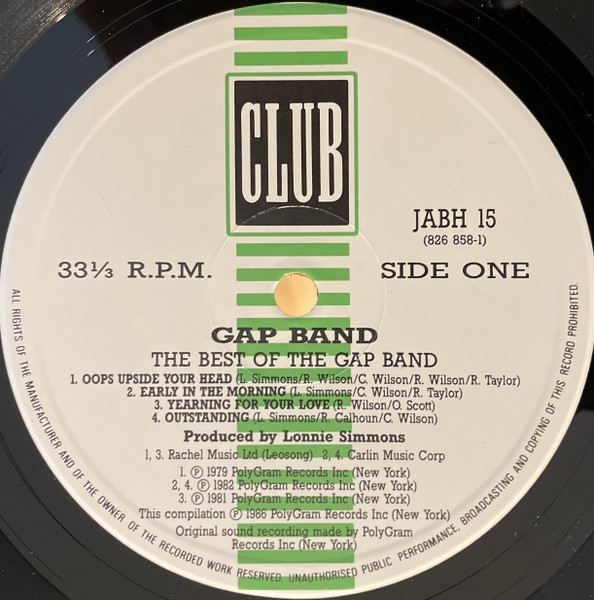 CLUB
JABH 15
(826 858-1)
33⅓ R.P.M.
SIDE ONE
GAP BAND
THE BEST OF THE GAP BAND
1. OOPS UPSIDE YOUR HEAD (L. Simmons/R. Wilson/C. Wilson/R. Wilson/R. Taylor)
2. EARLY IN THE MORNING (L. Simmons/C. Wilson/R. Taylor)
3. YEARNING FOR YOUR LOVE (R. Wilson/O. Scott)
4. OUTSTANDING (L. Simmons/R. Calhoun/C. Wilson)
Produced by Lonnie Simmons
1, 3. Rachel Music Ltd (Leosong) 2, 4. Carlin Music Corp
1. ℗ 1979 PolyGram Records Inc (New York)
2, 4. ℗ 1982 PolyGram Records Inc (New York)
3. ℗ 1981 PolyGram Records Inc (New York)
This compilation ℗ 1986 PolyGram Records Inc (New York)
Original sound recording made by PolyGram
Records Inc (New York)
ALL RIGHTS OF THE MANUFACTURER AND OF THE OWNER OF THE RECORDED WORK RESERVED. UNAUTHORISED PUBLIC PERFORMANCE, BROADCASTING AND COPYING OF THIS RECORD PROHIBITED.